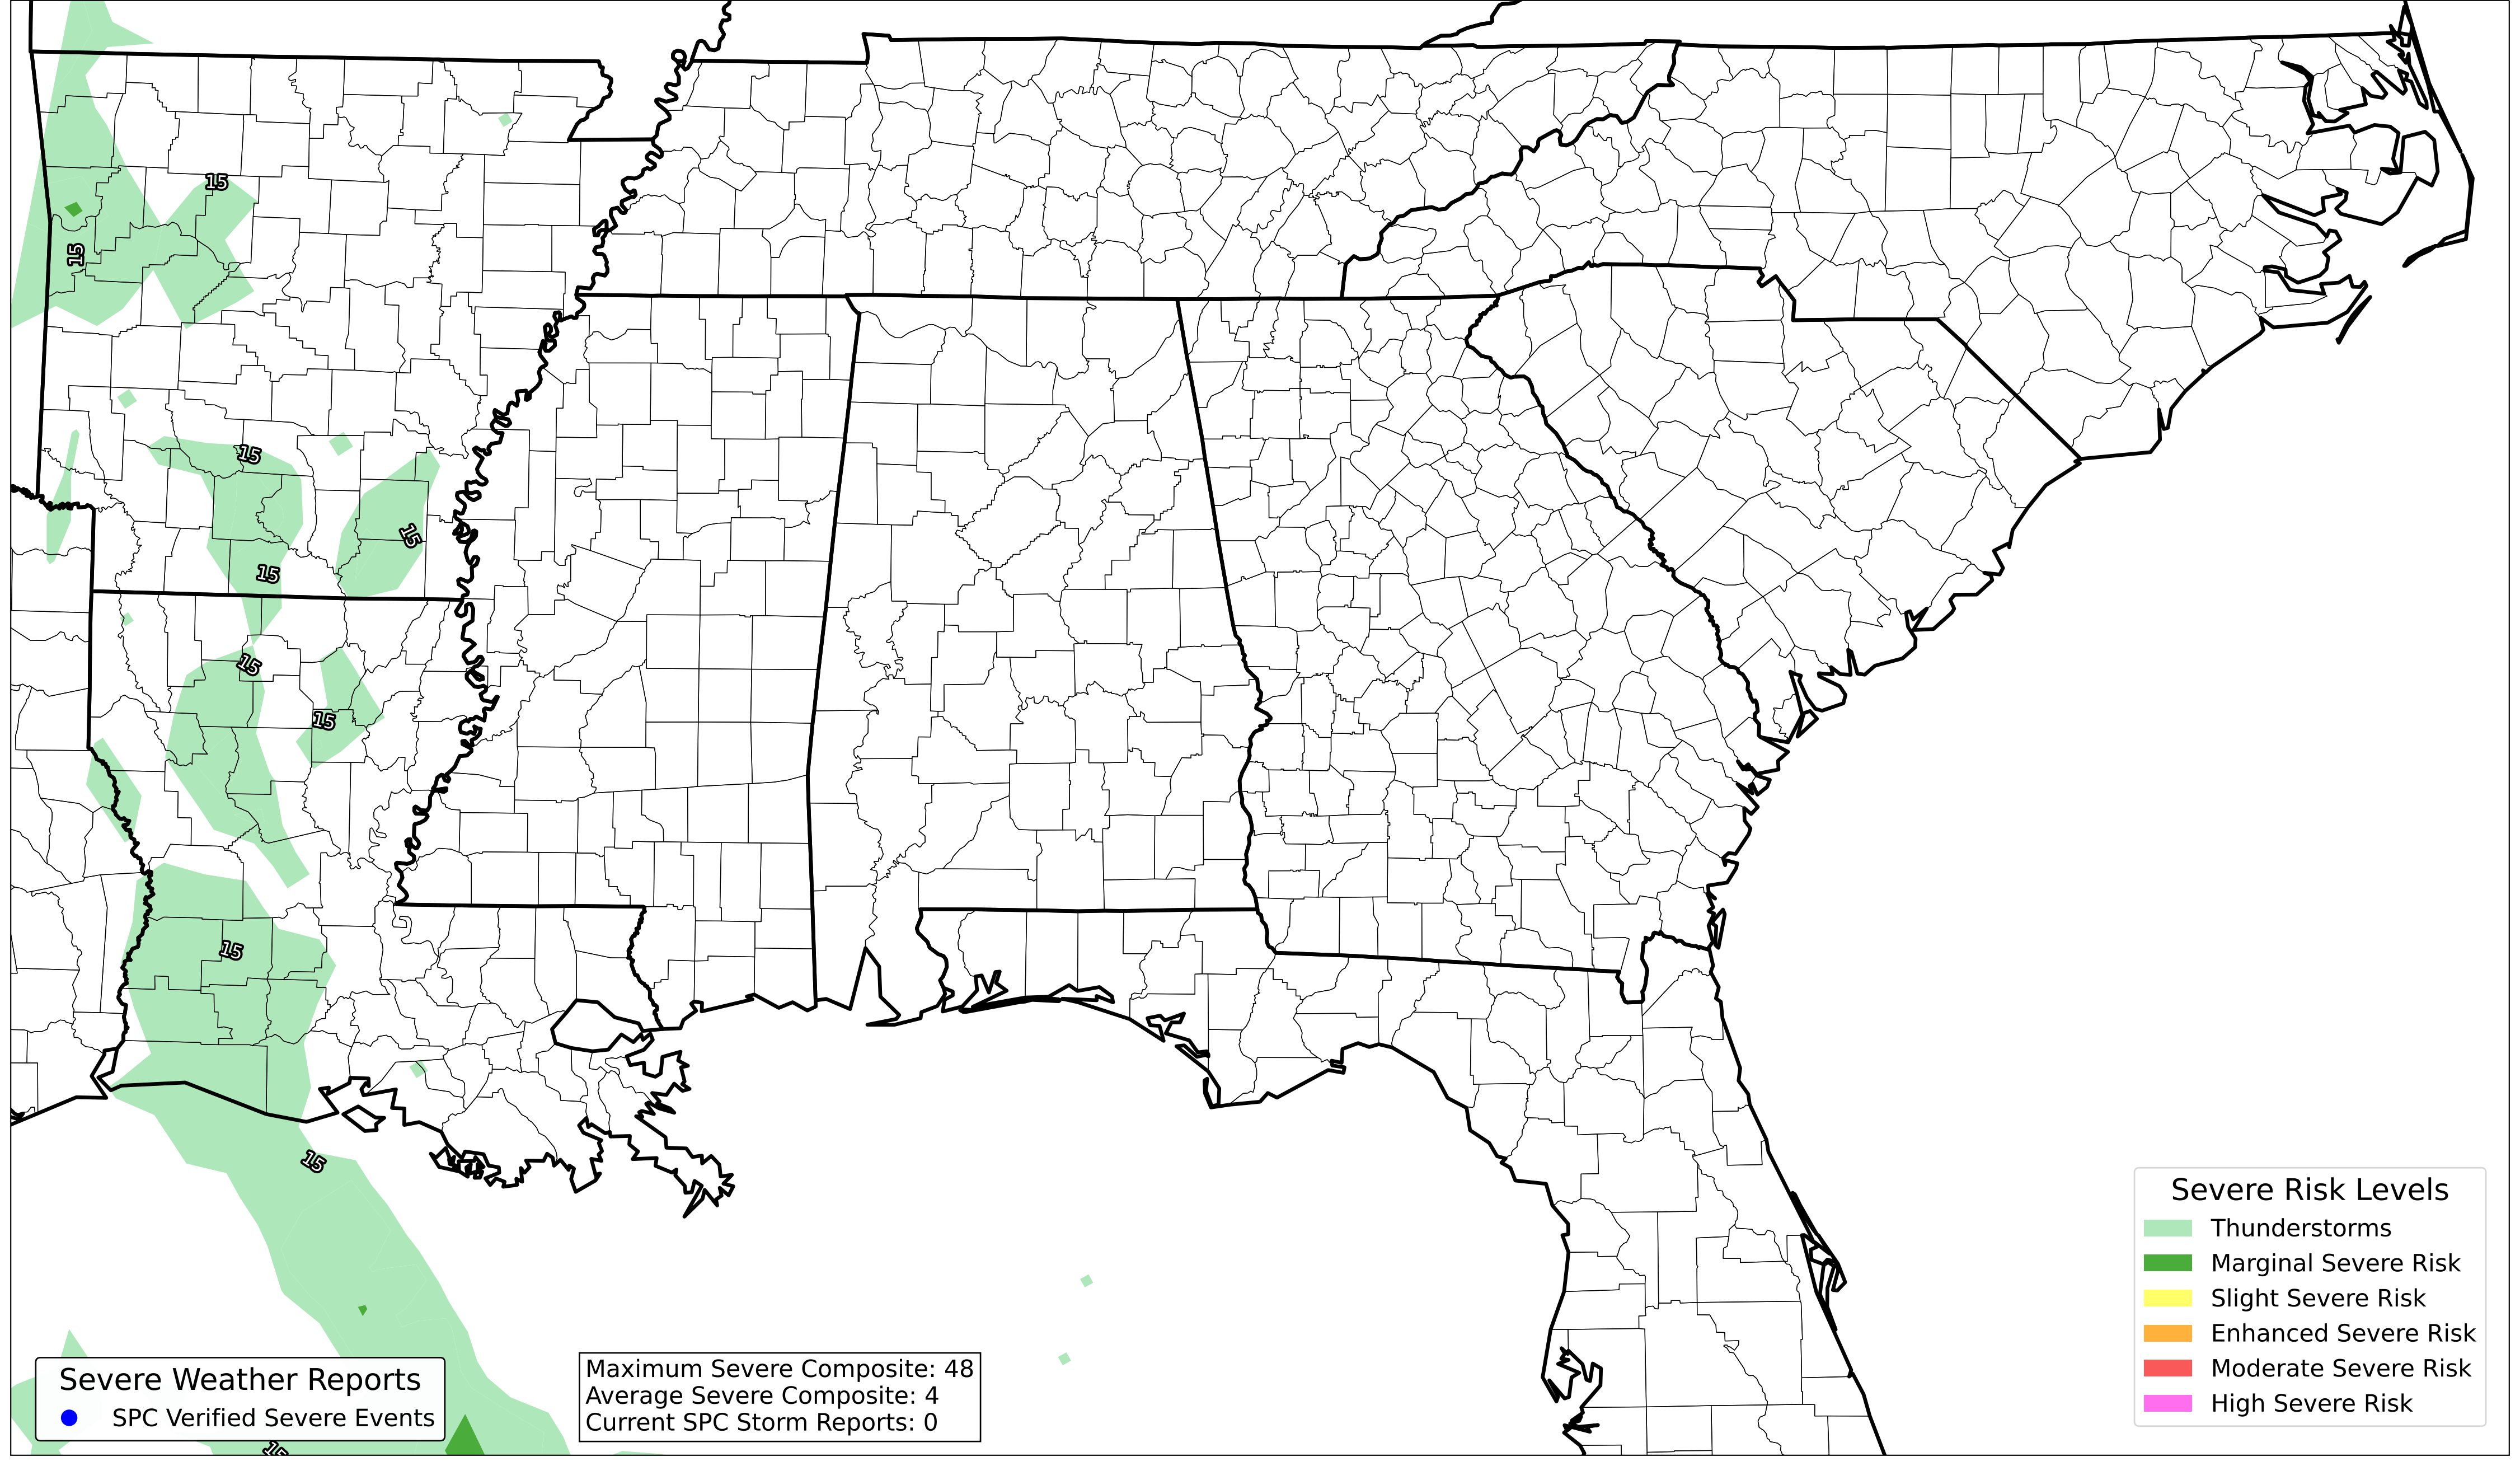 15
15
15
15
15
15
15
15
15
15
Severe Risk Levels
Thunderstorms
Marginal Severe Risk
Slight Severe Risk
Enhanced Severe Risk
Moderate Severe Risk
High Severe Risk
Severe Weather Reports
SPC Verified Severe Events
Maximum Severe Composite: 48
Average Severe Composite: 4
Current SPC Storm Reports: 0